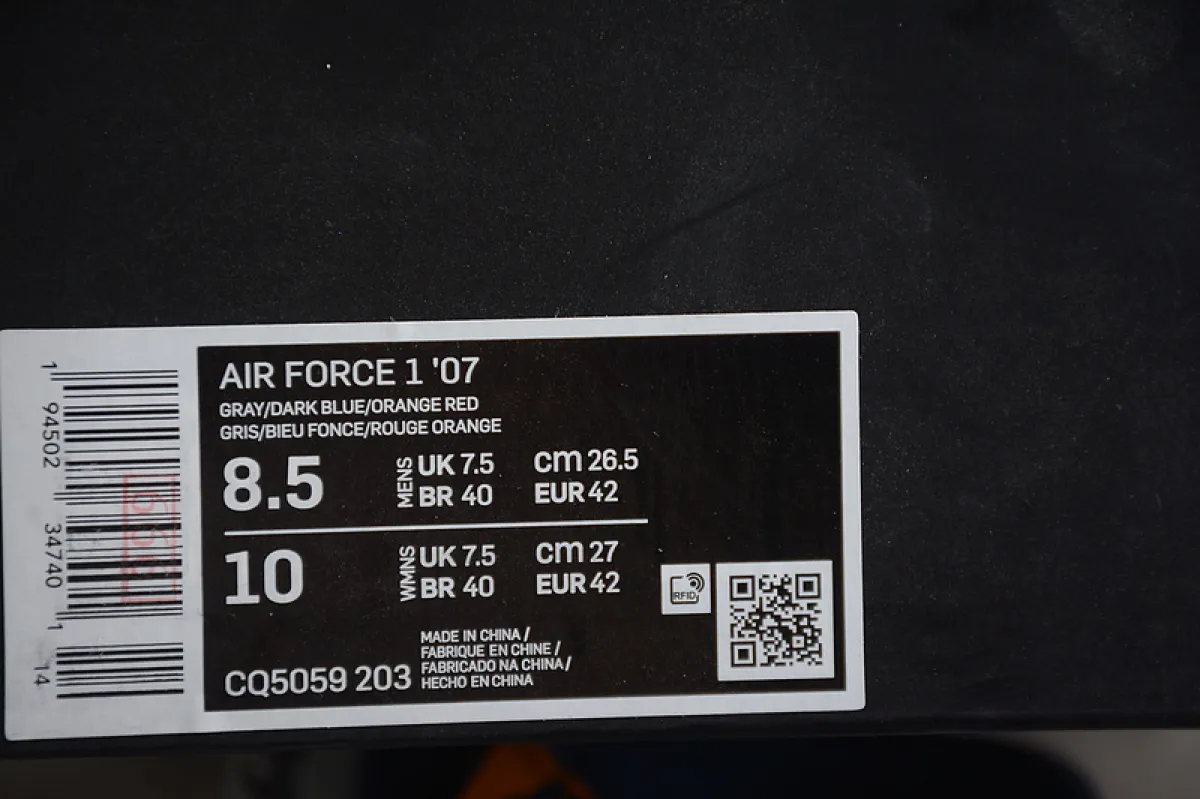 AIR FORCE 1 '07
GRAY/DARK BLUE/ORANGE RED
GRIS/BIEU FONCE/ROUGE ORANGE
8.5 MENS UK 7.5 cm 26.5
BR 40 EUR 42
10 WMNS UK 7.5 cm 27
BR 40 EUR 42
RFID
CQ5059 203
MADE IN CHINA /
FABRIQUE EN CHINE /
FABRICADO NA CHINA /
HECHO EN CHINA
1 94502 34740 1 14